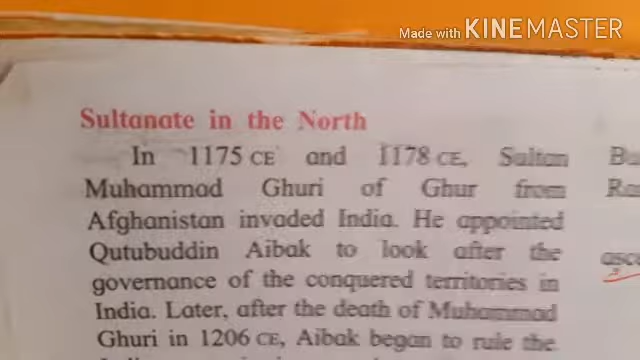 Made with KINEMASTER
Sultanate in the North
In 1175 CE and 1178 CE, Sultan
Muhammad Ghuri of Ghur from
Afghanistan invaded India. He appointed
Qutubuddin Aibak to look after the
governance of the conquered territories in
India. Later, after the death of Muhammad
Ghuri in 1206 CE, Aibak began to rule the